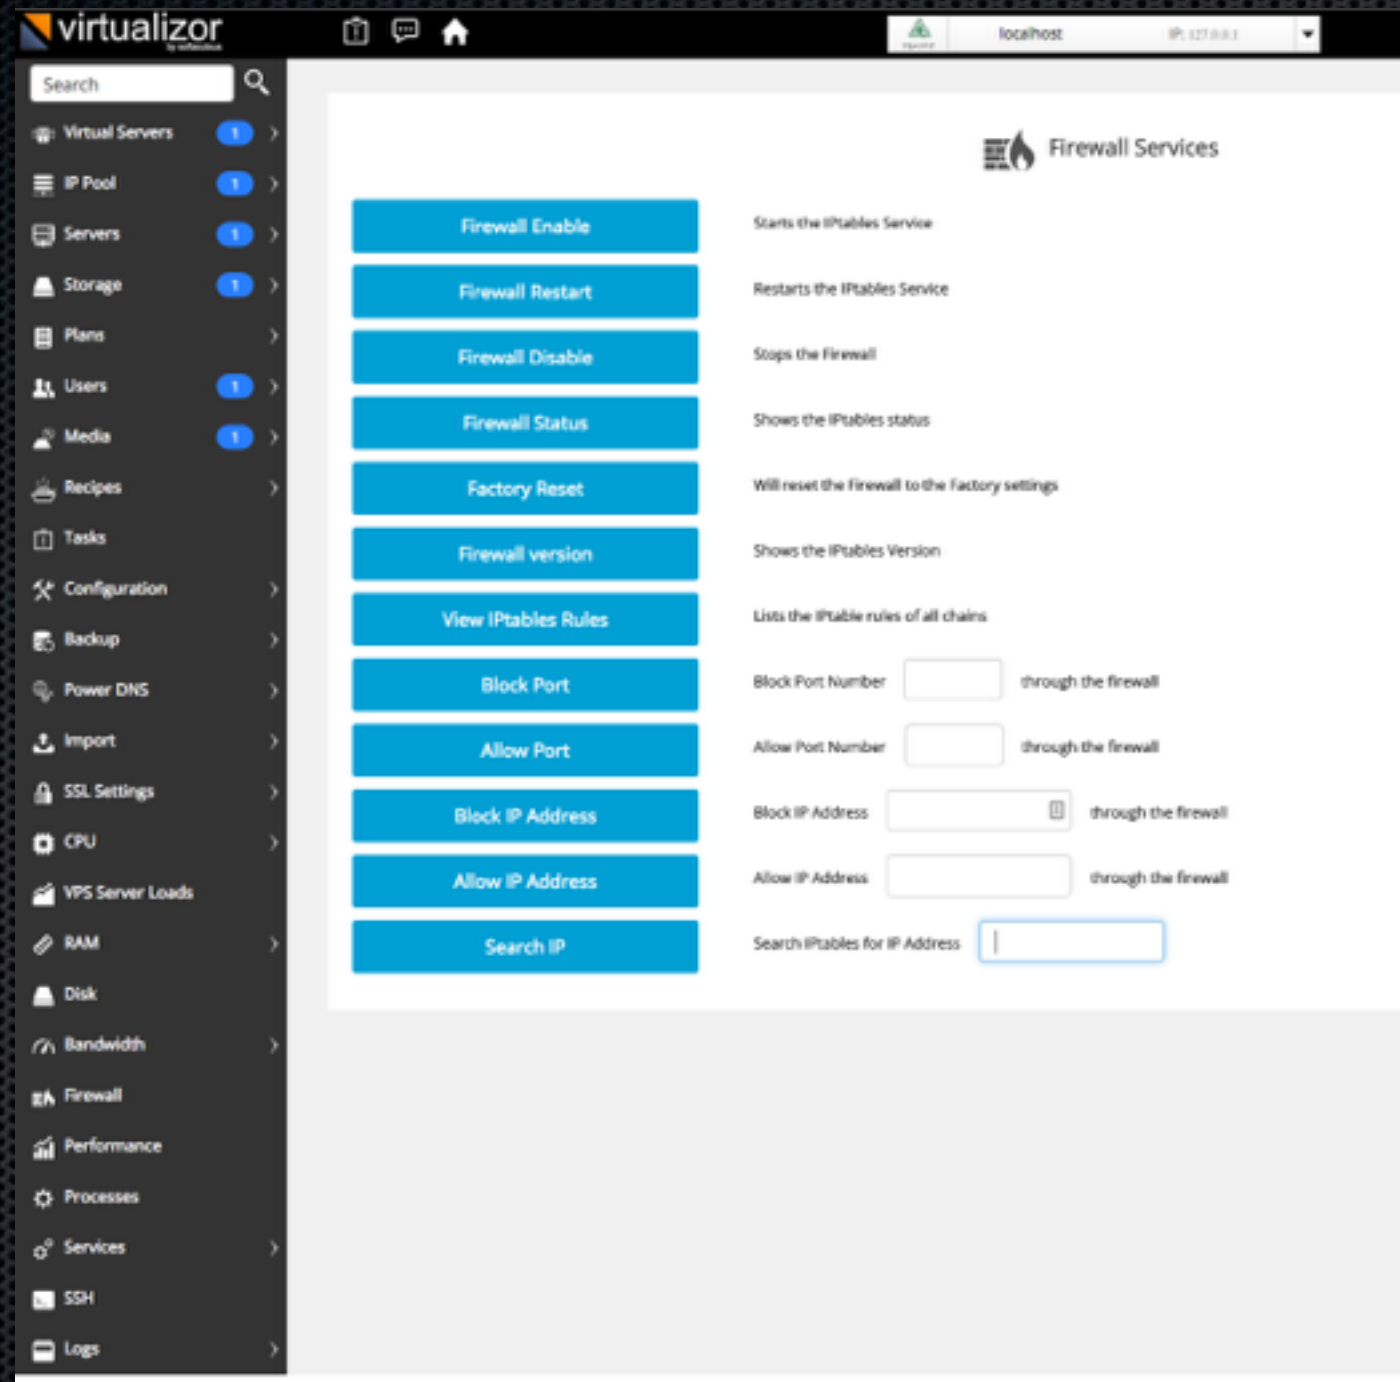 virtualizor
localhost IP: 127.0.0.1
Search
Virtual Servers 1
IP Pool 1
Servers 1
Storage 1
Plans
Users 1
Media 1
Recipes
Tasks
Configuration
Backup
Power DNS
Import
SSL Settings
CPU
VPS Server Loads
RAM
Disk
Bandwidth
Firewall
Performance
Processes
Services
SSH
Logs
Firewall Services
Firewall Enable Starts the IPtables Service
Firewall Restart Restarts the IPtables Service
Firewall Disable Stops the Firewall
Firewall Status Shows the IPtables status
Factory Reset Will reset the Firewall to the Factory settings
Firewall version Shows the IPtables Version
View IPtables Rules Lists the IPtable rules of all chains
Block Port Block Port Number through the firewall
Allow Port Allow Port Number through the firewall
Block IP Address Block IP Address through the firewall
Allow IP Address Allow IP Address through the firewall
Search IP Search IPtables for IP Address